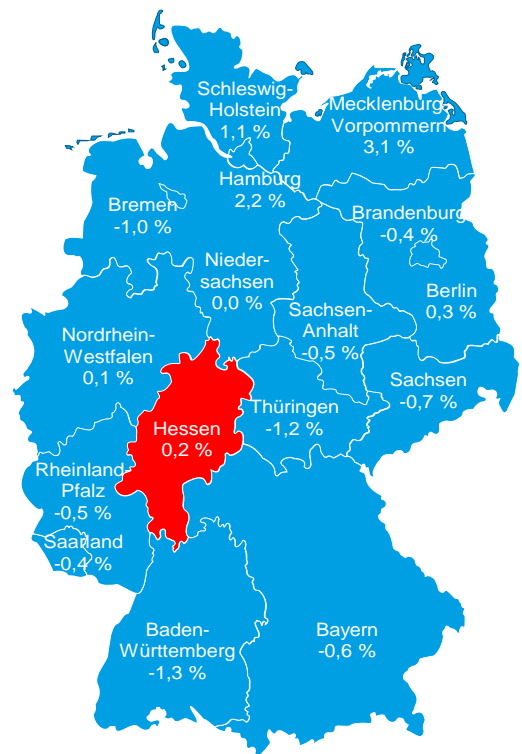 Schleswig-
Holstein
1,1 %
Mecklenburg-
Vorpommern
3,1 %
Hamburg
2,2 %
Bremen
-1,0 %
Brandenburg
-0,4 %
Nieder-
sachsen
0,0 %
Berlin
0,3 %
Sachsen-
Anhalt
-0,5 %
Nordrhein-
Westfalen
0,1 %
Sachsen
-0,7 %
Thüringen
-1,2 %
Hessen
0,2 %
Rheinland-
Pfalz
-0,5 %
Saarland
-0,4 %
Baden-
Württemberg
-1,3 %
Bayern
-0,6 %